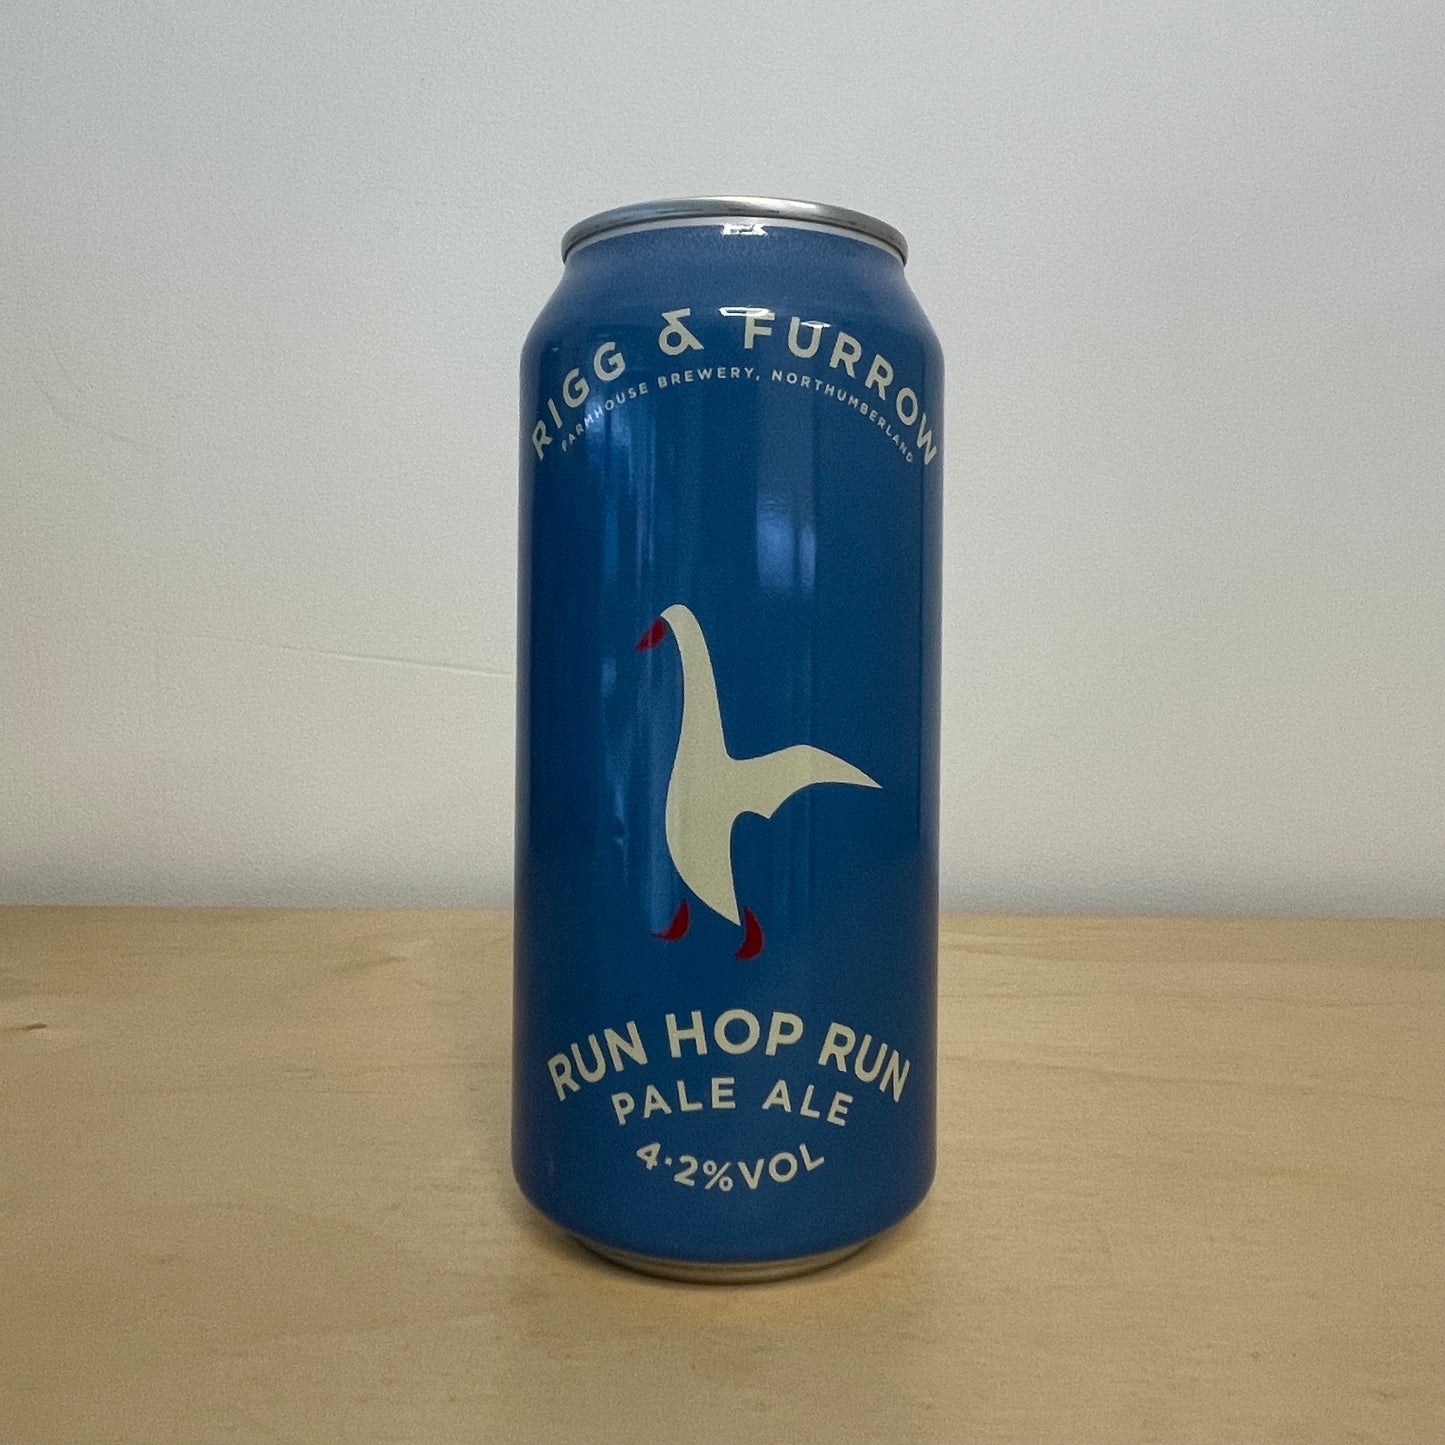 RIGG & FURROW
FARMHOUSE BREWERY, NORTHUMBERLAND
RUN HOP RUN
PALE ALE
4·2%VOL